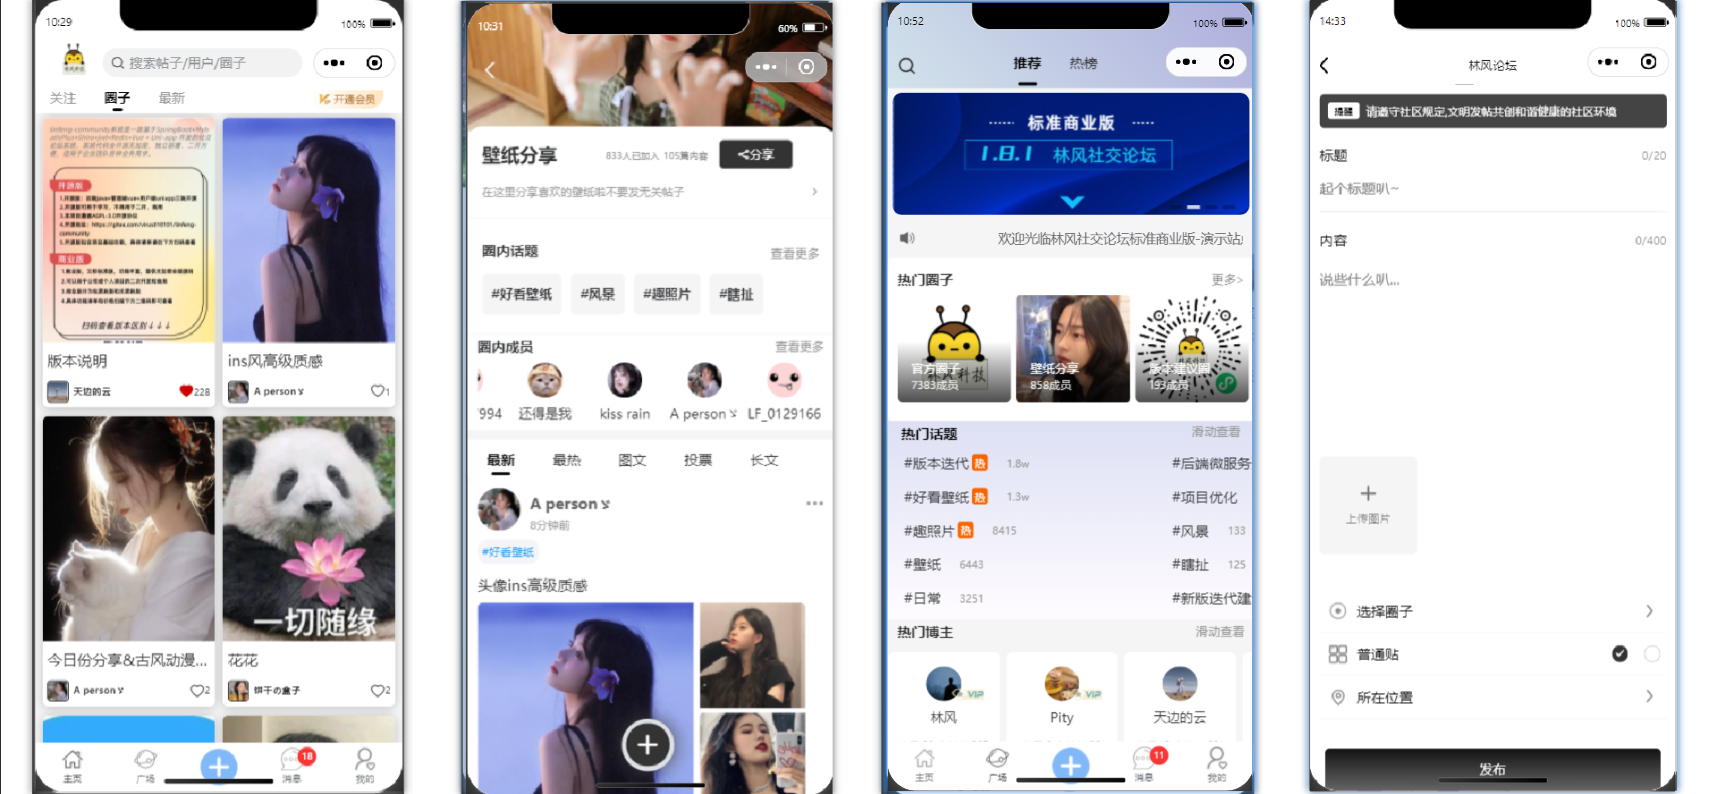 10:29
100%
搜索帖子/用户/圈子
关注
圈子
最新
开通会员
开源版
商业版
扫码查看版本区别↓↓↓
版本说明
ins风高级质感
天边的云
228
A person
1
一切随缘
今日份分享&古风动漫...
花花
A person
2
饼干の盒子
2
主页
广场
18
消息
我的
10:31
60%
壁纸分享
833人已加入 105篇内容
分享
在这里分享喜欢的壁纸啦不要发无关帖子
圈内话题
查看更多
#好看壁纸
#风景
#趣照片
#瞎扯
圈内成员
查看更多
'994
还得是我
kiss rain
A person
LF_0129166
最新
最热
图文
投票
长文
A person
8分钟前
#好看壁纸
头像ins高级质感
10:52
100%
推荐
热榜
标准商业版
1.8.1 林风社交论坛
欢迎光临林风社交论坛标准商业版-演示站
热门圈子
更多>
官方圈子
7383成员
林风科技
壁纸分享
858成员
版本建议圈
193成员
热门话题
滑动查看
#版本迭代
热
1.8w
#后端微服务
#好看壁纸
热
1.3w
#项目优化
#趣照片
热
8415
#风景
133
#壁纸
6443
#瞎扯
125
#日常
3251
#新版迭代建
热门博主
滑动查看
VIP
VIP
林风
Pity
天边的云
主页
广场
11
消息
我的
14:33
100%
林风论坛
提醒
请遵守社区规定,文明发帖共创和谐健康的社区环境
标题
0/20
起个标题叭~
内容
0/400
说些什么叭...
上传图片
选择圈子
普通贴
所在位置
发布